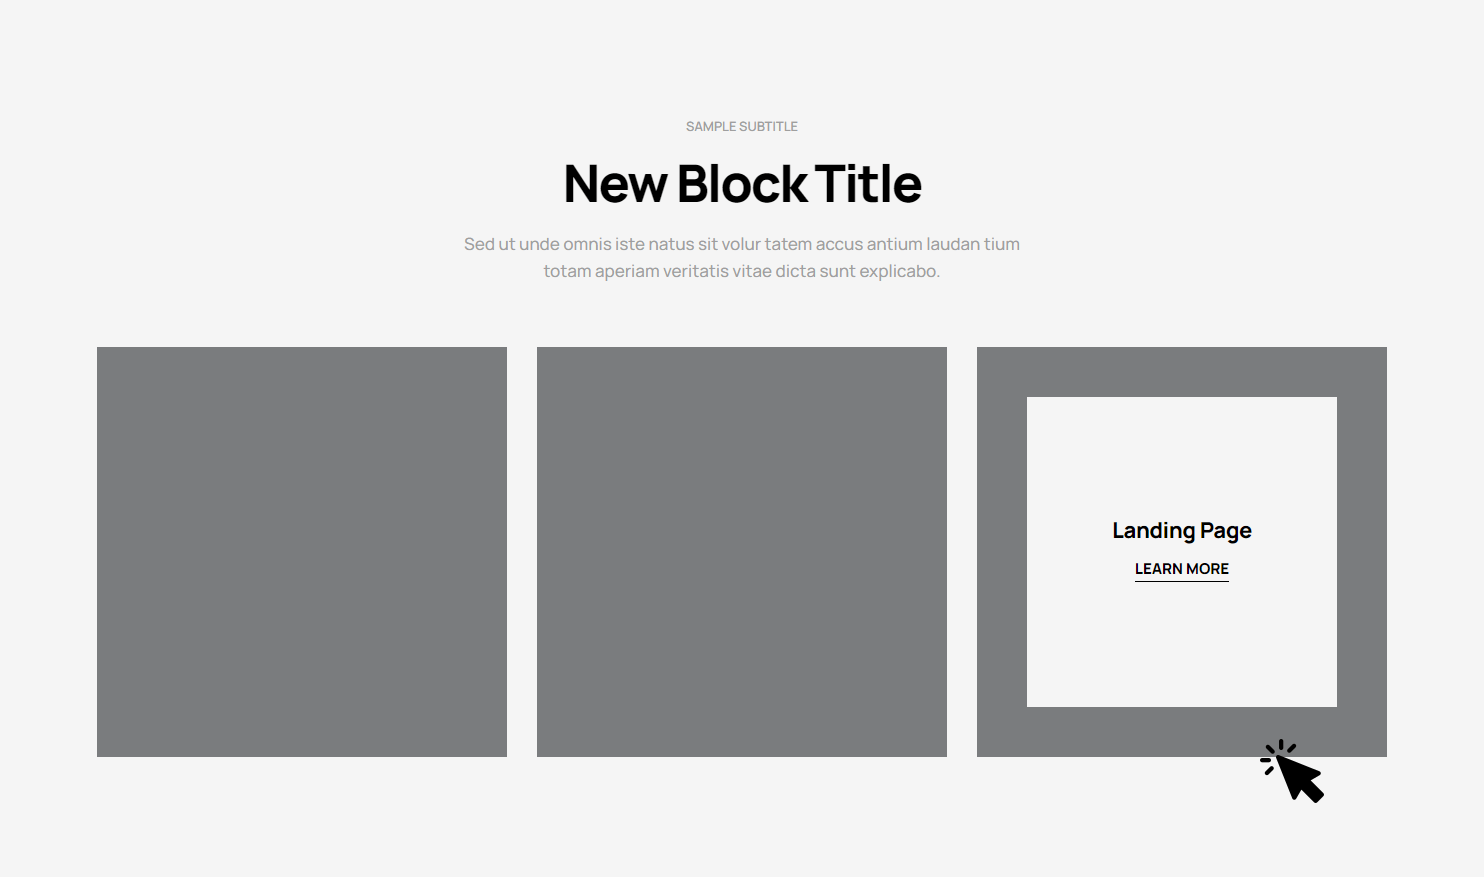 SAMPLE SUBTITLE
New Block Title
Sed ut unde omnis iste natus sit volur tatem accus antium laudan tium
totam aperiam veritatis vitae dicta sunt explicabo.
Landing Page
LEARN MORE